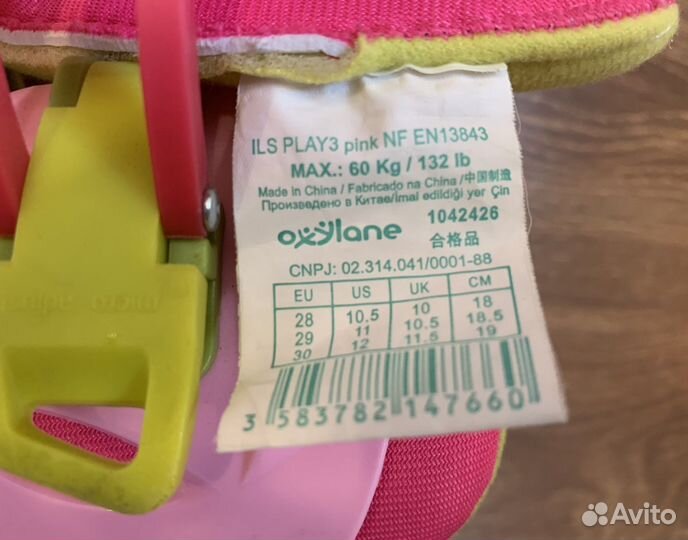 ILS PLAY3 pink NF EN13843
MAX.: 60 Kg / 132 lb
Made in China / Fabricado na China /中国制造
Произведено в Китае/İmal edildiği yer Çin
oxylane 1042426
合格品
CNPJ: 02.314.041/0001-88
EU US UK CM
28 10.5 10 18
29 11 10.5 18.5
30 12 11.5 19
3 583782 147660
Avito